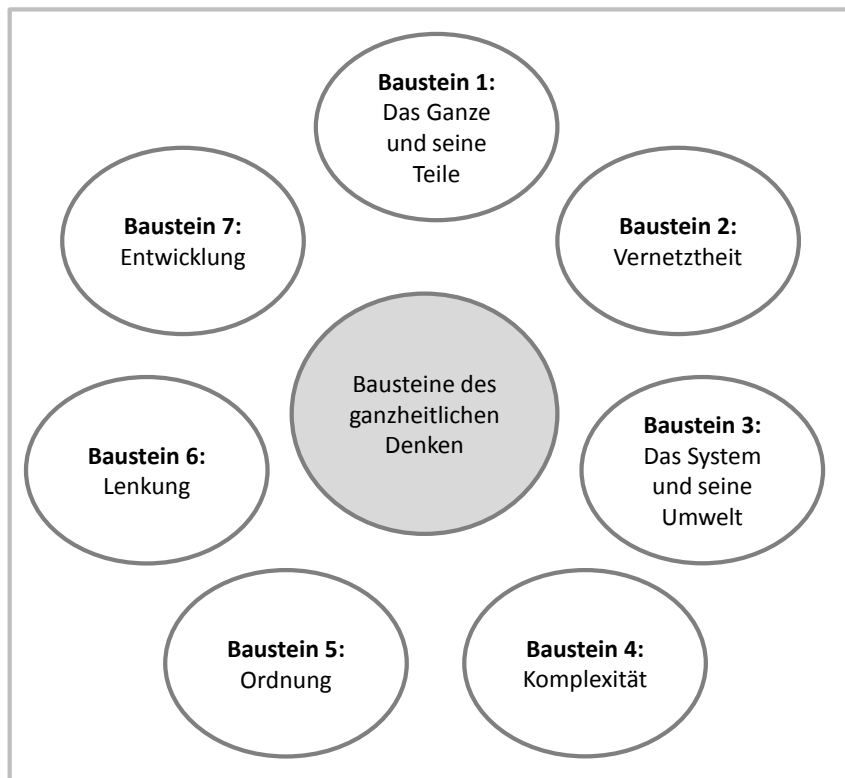 Baustein 1:
Das Ganze
und seine
Teile
Baustein 2:
Vernetztheit
Baustein 3:
Das System
und seine
Umwelt
Baustein 4:
Komplexität
Baustein 5:
Ordnung
Baustein 6:
Lenkung
Baustein 7:
Entwicklung
Bausteine des
ganzheitlichen
Denken